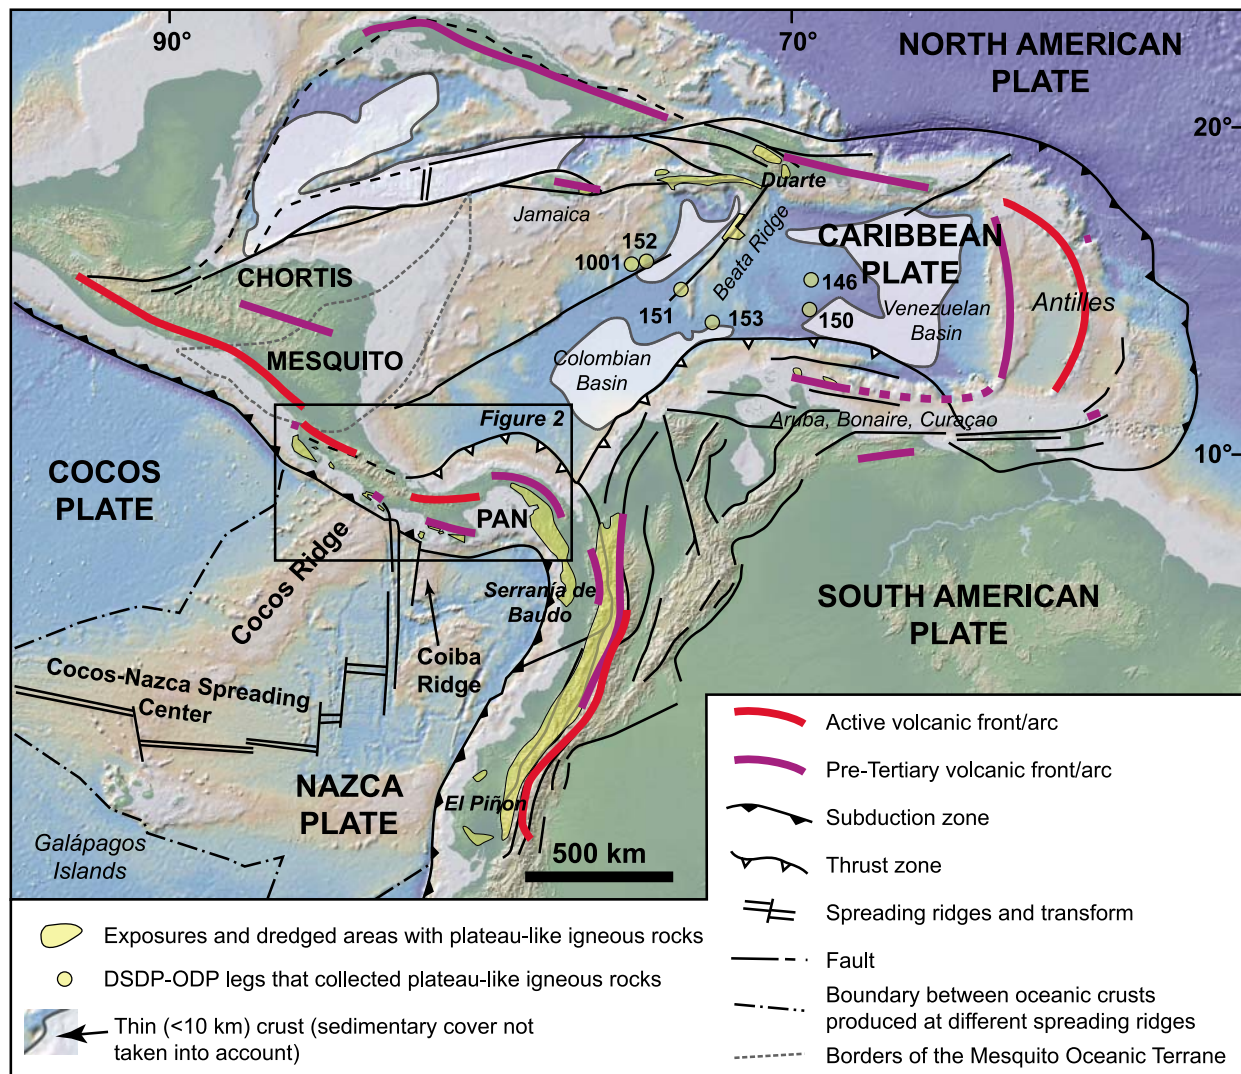 90°
70°
NORTH AMERICAN
PLATE
20°
Duarte
Jamaica
152
1001
Beata Ridge
CARIBBEAN
PLATE
CHORTIS
146
Antilles
151
153
150
Venezuelan
Basin
MESQUITO
Colombian
Basin
Figure 2
Aruba, Bonaire, Curaçao
10°
COCOS
PLATE
PAN
Cocos Ridge
Serranía de
Baudo
SOUTH AMERICAN
PLATE
Coiba
Ridge
Cocos-Nazca Spreading
Center
NAZCA
PLATE
El Piñon
Galápagos
Islands
500 km
Active volcanic front/arc
Pre-Tertiary volcanic front/arc
Subduction zone
Thrust zone
Spreading ridges and transform
Fault
Boundary between oceanic crusts
produced at different spreading ridges
Borders of the Mesquito Oceanic Terrane
Exposures and dredged areas with plateau-like igneous rocks
DSDP-ODP legs that collected plateau-like igneous rocks
Thin (<10 km) crust (sedimentary cover not
taken into account)